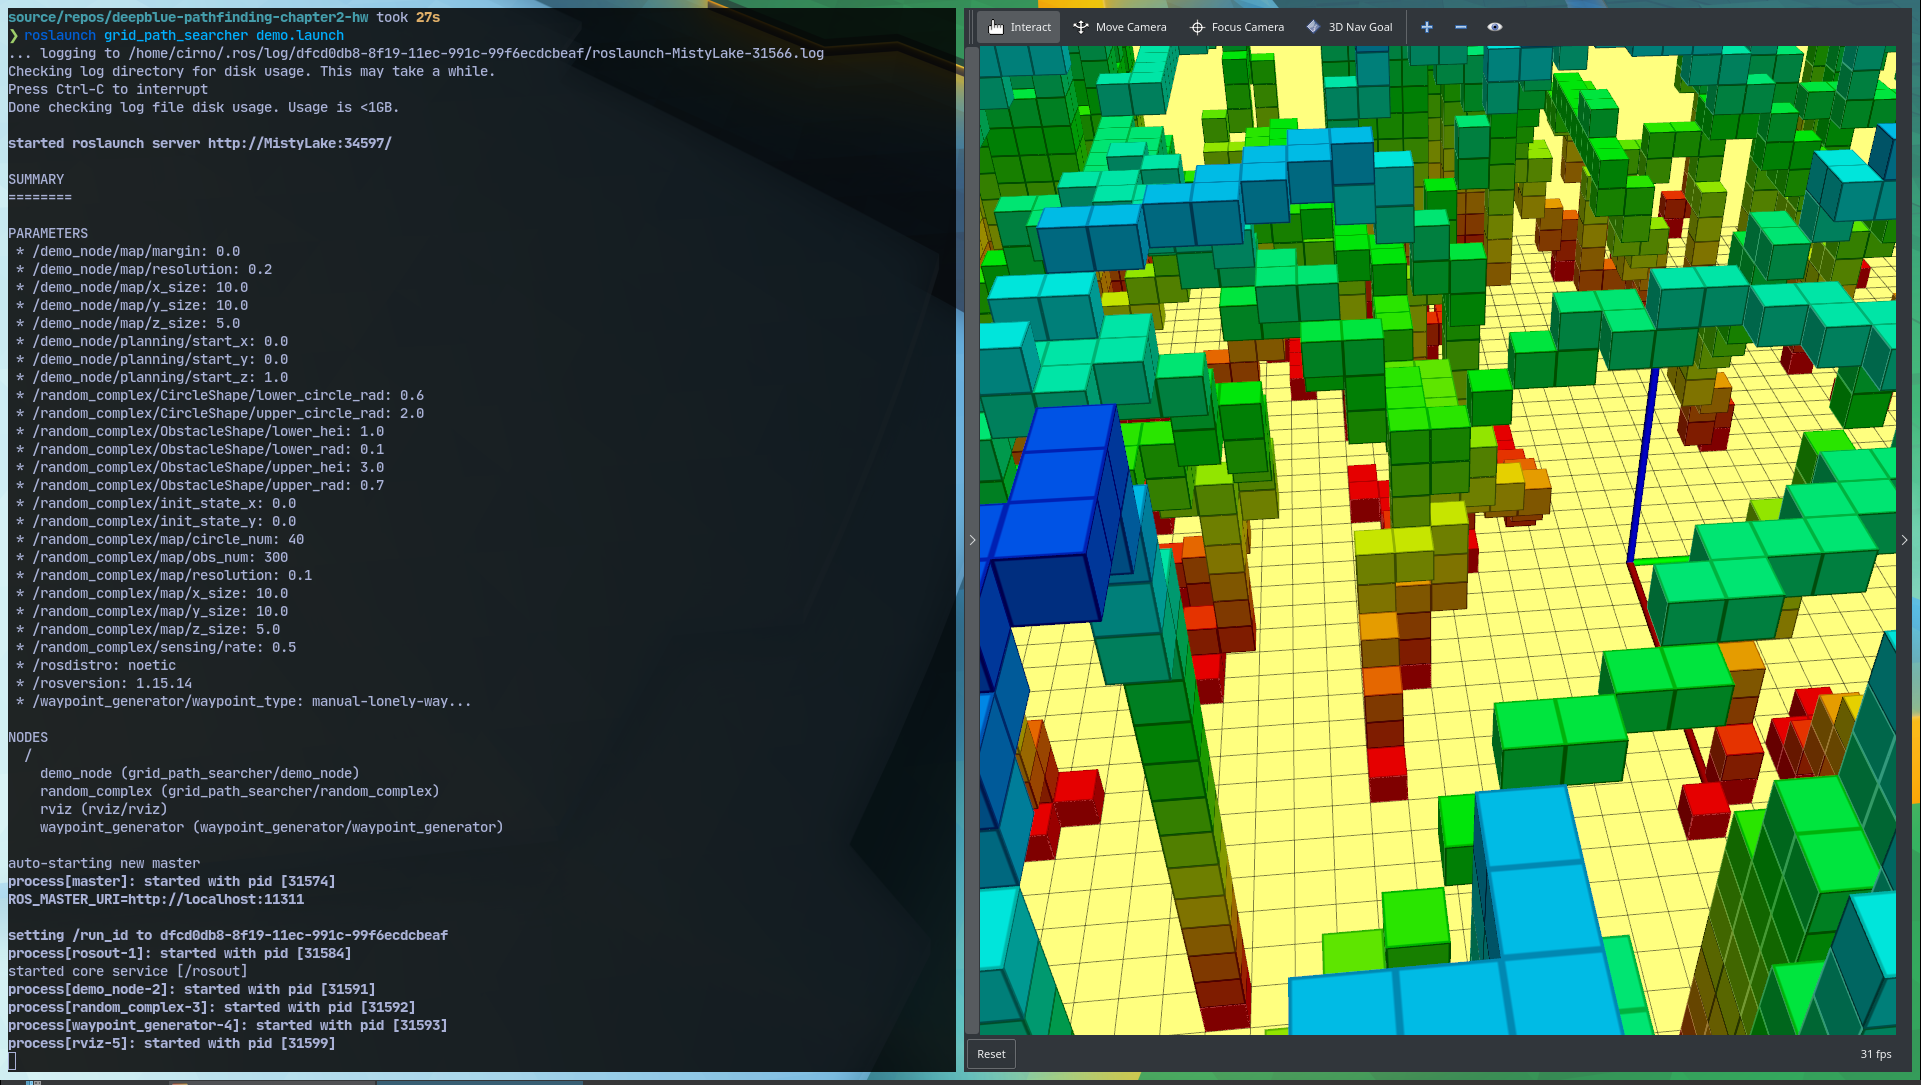 source/repos/deepblue-pathfinding-chapter2-hw took 27s
❯ roslaunch grid_path_searcher demo.launch
... logging to /home/cirno/.ros/log/dfcd0db8-8f19-11ec-991c-99f6ecdcbeaf/roslaunch-MistyLake-31566.log
Checking log directory for disk usage. This may take a while.
Press Ctrl-C to interrupt
Done checking log file disk usage. Usage is <1GB.
started roslaunch server http://MistyLake:34597/
SUMMARY
========
PARAMETERS
* /demo_node/map/margin: 0.0
* /demo_node/map/resolution: 0.2
* /demo_node/map/x_size: 10.0
* /demo_node/map/y_size: 10.0
* /demo_node/map/z_size: 5.0
* /demo_node/planning/start_x: 0.0
* /demo_node/planning/start_y: 0.0
* /demo_node/planning/start_z: 1.0
* /random_complex/CircleShape/lower_circle_rad: 0.6
* /random_complex/CircleShape/upper_circle_rad: 2.0
* /random_complex/ObstacleShape/lower_hei: 1.0
* /random_complex/ObstacleShape/lower_rad: 0.1
* /random_complex/ObstacleShape/upper_hei: 3.0
* /random_complex/ObstacleShape/upper_rad: 0.7
* /random_complex/init_state_x: 0.0
* /random_complex/init_state_y: 0.0
* /random_complex/map/circle_num: 40
* /random_complex/map/obs_num: 300
* /random_complex/map/resolution: 0.1
* /random_complex/map/x_size: 10.0
* /random_complex/map/y_size: 10.0
* /random_complex/map/z_size: 5.0
* /random_complex/sensing/rate: 0.5
* /rosdistro: noetic
* /rosversion: 1.15.14
* /waypoint_generator/waypoint_type: manual-lonely-way...
NODES
/
demo_node (grid_path_searcher/demo_node)
random_complex (grid_path_searcher/random_complex)
rviz (rviz/rviz)
waypoint_generator (waypoint_generator/waypoint_generator)
auto-starting new master
process[master]: started with pid [31574]
ROS_MASTER_URI=http://localhost:11311
setting /run_id to dfcd0db8-8f19-11ec-991c-99f6ecdcbeaf
process[rosout-1]: started with pid [31584]
started core service [/rosout]
process[demo_node-2]: started with pid [31591]
process[random_complex-3]: started with pid [31592]
process[waypoint_generator-4]: started with pid [31593]
process[rviz-5]: started with pid [31599]
Interact
Move Camera
Focus Camera
3D Nav Goal
Reset
31 fps